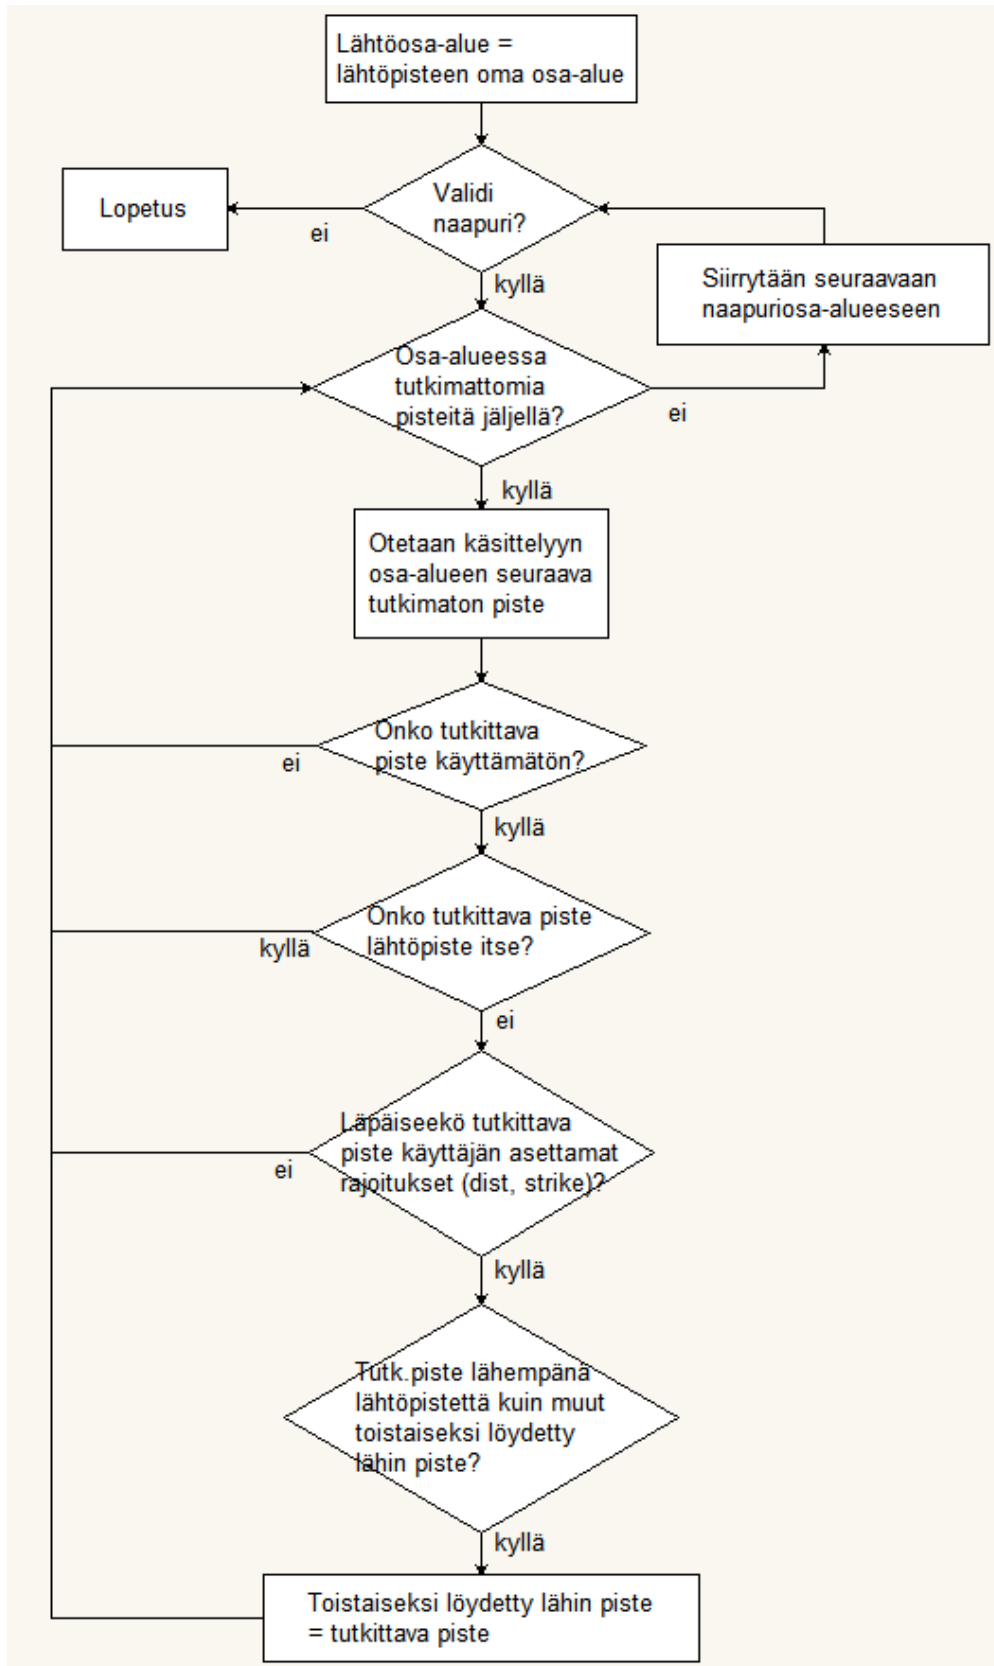 Lähtöosa-alue =
lähtöpisteen oma osa-alue
Validi
naapuri?
Lopetus
ei
kyllä
Siirrytään seuraavaan
naapuriosa-alueeseen
Osa-alueessa
tutkimattomia
pisteitä jäljellä?
ei
kyllä
Otetaan käsittelyyn
osa-alueen seuraava
tutkimaton piste
Onko tutkittava
piste käyttämätön?
ei
kyllä
Onko tutkittava piste
lähtöpiste itse?
kyllä
ei
Läpäiseekö tutkittava
piste käyttäjän asettamat
rajoitukset (dist, strike)?
ei
kyllä
Tutk.piste lähempänä
lähtöpistettä kuin muut
toistaiseksi löydetty
lähin piste?
kyllä
Toistaiseksi löydetty lähin piste
= tutkittava piste